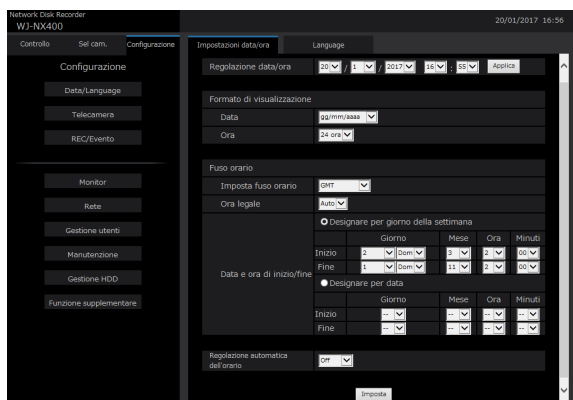 Network Disk Recorder
WJ-NX400
20/01/2017 16:56
Controllo Sel cam. Configurazione
Impostazioni data/ora Language
Configurazione
Data/Language
Telecamera
REC/Evento
Monitor
Rete
Gestione utenti
Manutenzione
Gestione HDD
Funzione supplementare
Regolazione data/ora 20 / 1 / 2017 16 : 55 Applica
Formato di visualizzazione
Data gg/mm/aaaa
Ora 24 ora
Fuso orario
Imposta fuso orario GMT
Ora legale Auto
Data e ora di inizio/fine
Designare per giorno della settimana
Giorno Mese Ora Minuti
Inizio 2 Dom 3 2 00
Fine 1 Dom 11 2 00
Designare per data
Giorno Mese Ora Minuti
Inizio -- -- -- --
Fine -- -- -- --
Regolazione automatica
dell'orario Off
Imposta